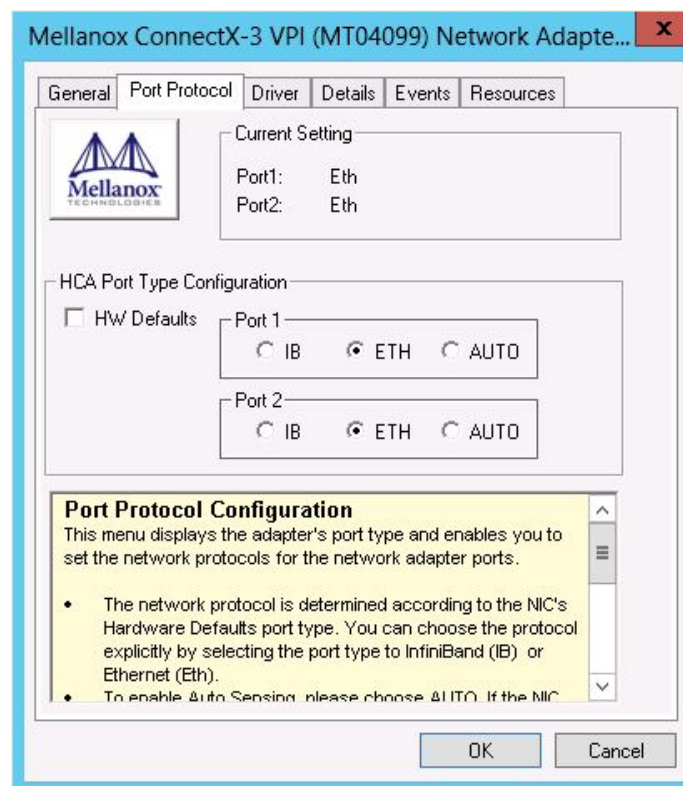 Mellanox ConnectX-3 VPI (MT04099) Network Adapte...
x
General Port Protocol Driver Details Events Resources
Mellanox
TECHNOLOGIES
Current Setting
Port1: Eth
Port2: Eth
HCA Port Type Configuration
HW Defaults
Port 1
IB ETH AUTO
Port 2
IB ETH AUTO
Port Protocol Configuration
This menu displays the adapter's port type and enables you to
set the network protocols for the network adapter ports.
• The network protocol is determined according to the NIC's
Hardware Defaults port type. You can choose the protocol
explicitly by selecting the port type to InfiniBand (IB) or
Ethernet (Eth).
• To enable Auto Sensing, please choose AUTO. If the NIC
OK Cancel